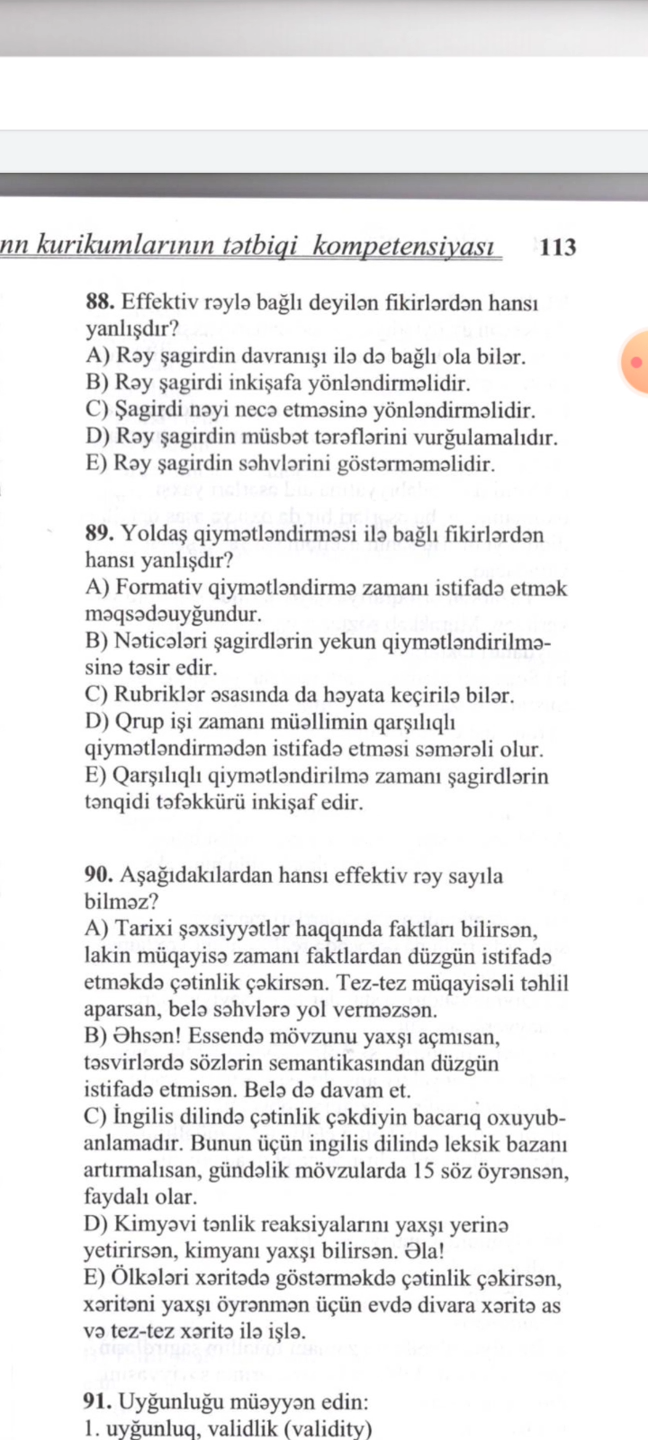 nn kurikumlarının tətbiqi kompetensiyası 113
88. Effektiv rəylə bağlı deyilən fikirlərdən hansı
yanlışdır?
A) Rəy şagirdin davranışı ilə də bağlı ola bilər.
B) Rəy şagirdi inkişafa yönləndirməlidir.
C) Şagirdi nəyi necə etməsinə yönləndirməlidir.
D) Rəy şagirdin müsbət tərəflərini vurğulamalıdır.
E) Rəy şagirdin səhvlərini göstərməməlidir.
89. Yoldaş qiymətləndirməsi ilə bağlı fikirlərdən
hansı yanlışdır?
A) Formativ qiymətləndirmə zamanı istifadə etmək
məqsədəuyğundur.
B) Nəticələri şagirdlərin yekun qiymətləndirilmə-
sinə təsir edir.
C) Rubriklər əsasında da həyata keçirilə bilər.
D) Qrup işi zamanı müəllimin qarşılıqlı
qiymətləndirmədən istifadə etməsi səmərəli olur.
E) Qarşılıqlı qiymətləndirilmə zamanı şagirdlərin
tənqidi təfəkkürü inkişaf edir.
90. Aşağıdakılardan hansı effektiv rəy sayıla
bilməz?
A) Tarixi şəxsiyyətlər haqqında faktları bilirsən,
lakin müqayisə zamanı faktlardan düzgün istifadə
etməkdə çətinlik çəkirsən. Tez-tez müqayisəli təhlil
aparsan, belə səhvlərə yol verməzsən.
B) Əhsən! Essendə mövzunu yaxşı açmısan,
təsvirlərdə sözlərin semantikasından düzgün
istifadə etmisən. Belə də davam et.
C) İngilis dilində çətinlik çəkdiyin bacarıq oxuyub-
anlamadır. Bunun üçün ingilis dilində leksik bazanı
artırmalısan, gündəlik mövzularda 15 söz öyrənsən,
faydalı olar.
D) Kimyəvi tənlik reaksiyalarını yaxşı yerinə
yetirirsən, kimyanı yaxşı bilirsən. Əla!
E) Ölkələri xəritədə göstərməkdə çətinlik çəkirsən,
xəritəni yaxşı öyrənmən üçün evdə divara xəritə as
və tez-tez xəritə ilə işlə.
91. Uyğunluğu müəyyən edin:
1. uyğunluq, validlik (validity)